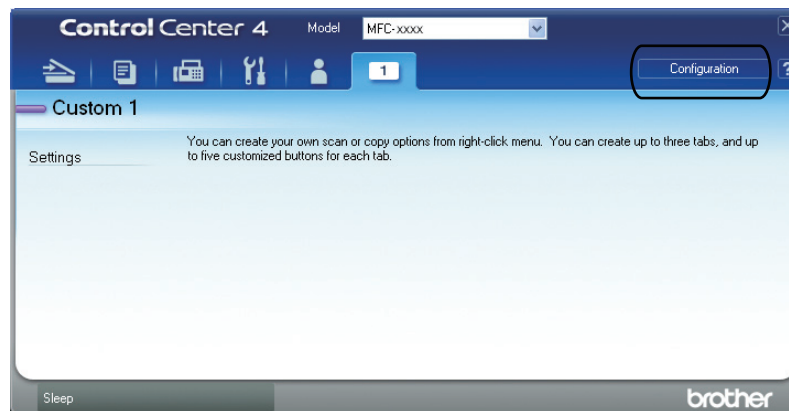 Control Center 4 Model MFC-xxxx
1 Configuration ?
Custom 1
Settings
You can create your own scan or copy options from right-click menu. You can create up to three tabs, and up
to five customized buttons for each tab.
Sleep
brother